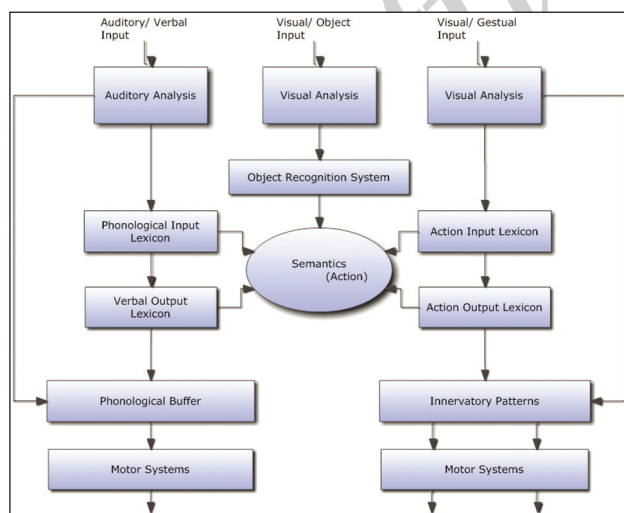 Auditory/ Verbal
Input
Visual/ Object
Input
Visual/ Gestual
Input
Auditory Analysis
Visual Analysis
Visual Analysis
Object Recognition System
Phonological Input
Lexicon
Action Input Lexicon
Semantics
(Action)
Verbal Output
Lexicon
Action Output Lexicon
Phonological Buffer
Innervatory Patterns
Motor Systems
Motor Systems